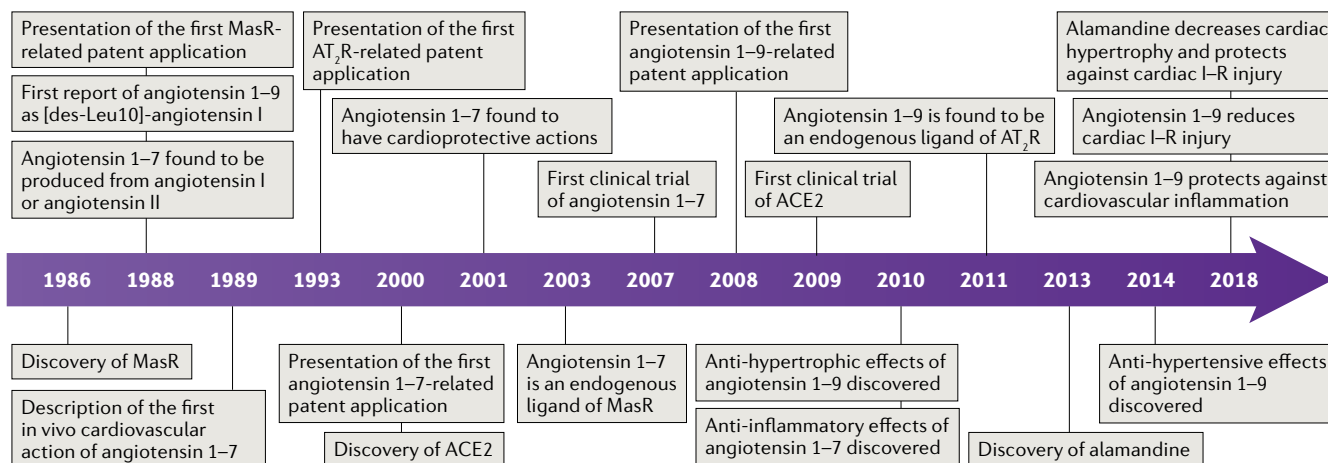 Presentation of the first MasR-
related patent application
First report of angiotensin 1–9
as [des-Leu10]-angiotensin I
Angiotensin 1–7 found to be
produced from angiotensin I
or angiotensin II
Presentation of the first
AT₂R-related patent
application
Angiotensin 1–7 found to
have cardioprotective actions
First clinical trial
of angiotensin 1–7
Presentation of the first
angiotensin 1–9-related
patent application
First clinical trial
of ACE2
Angiotensin 1–9 is found to be
an endogenous ligand of AT₂R
Alamandine decreases cardiac
hypertrophy and protects
against cardiac I–R injury
Angiotensin 1–9 reduces
cardiac I–R injury
Angiotensin 1–9 protects against
cardiovascular inflammation
1986 1988 1989 1993 2000 2001 2003 2007 2008 2009 2010 2011 2013 2014 2018
Discovery of MasR
Description of the first
in vivo cardiovascular
action of angiotensin 1–7
Presentation of the first
angiotensin 1–7-related
patent application
Discovery of ACE2
Angiotensin 1–7
is an endogenous
ligand of MasR
Anti-hypertrophic effects of
angiotensin 1–9 discovered
Anti-inflammatory effects of
angiotensin 1–7 discovered
Discovery of alamandine
Anti-hypertensive effects
of angiotensin 1–9
discovered